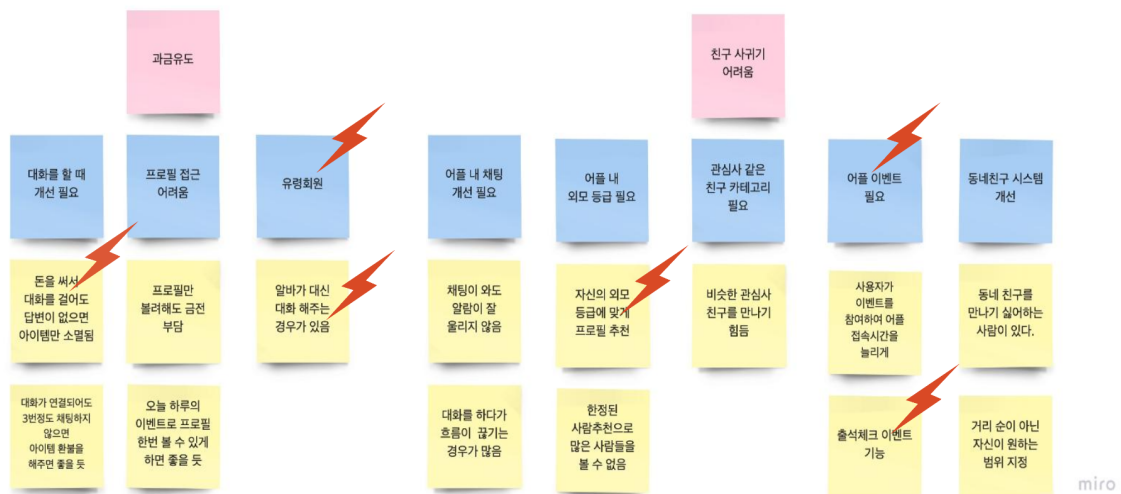 과금유도
친구 사귀기
어려움
대화를 할 때
개선 필요
프로필 접근
어려움
유령회원
어플 내 채팅
개선 필요
어플 내
외모 등급 필요
관심사 같은
친구 카테고리
필요
어플 이벤트
필요
동네친구 시스템
개선
돈을 써서
대화를 걸어도
답변이 없으면
아이템만 소멸됨
프로필만
볼려해도 금전
부담
알바가 대신
대화 해주는
경우가 있음
채팅이 와도
알람이 잘
울리지 않음
자신의 외모
등급에 맞게
프로필 추천
비슷한 관심사
친구를 만나기
힘듬
사용자가
이벤트를
참여하여 어플
접속시간을
늘리게
동네 친구를
만나기 싫어하는
사람이 있다.
대화가 연결되어도
3번정도 채팅하지
않으면
아이템 환불을
해주면 좋을 듯
오늘 하루의
이벤트로 프로필
한번 볼 수 있게
하면 좋을 듯
대화를 하다가
흐름이 끊기는
경우가 많음
한정된
사람추천으로
많은 사람들을
볼 수 없음
출석체크 이벤트
기능
거리 순이 아닌
자신이 원하는
범위 지정
miro